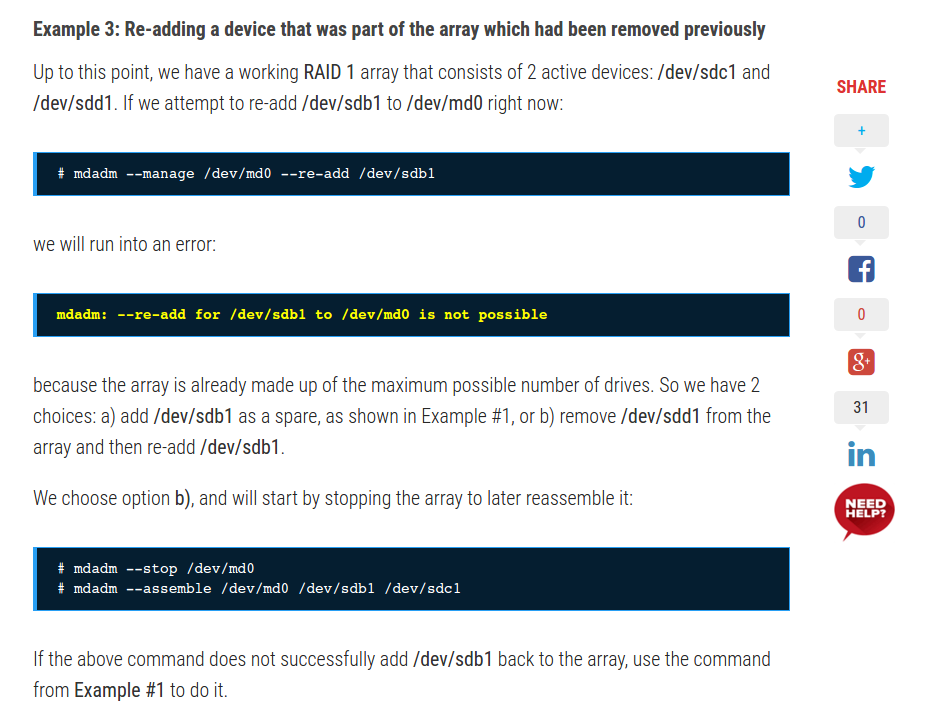 Example 3: Re-adding a device that was part of the array which had been removed previously
Up to this point, we have a working RAID 1 array that consists of 2 active devices: /dev/sdc1 and
/dev/sdd1. If we attempt to re-add /dev/sdb1 to /dev/md0 right now:
# mdadm --manage /dev/md0 --re-add /dev/sdb1
we will run into an error:
mdadm: --re-add for /dev/sdb1 to /dev/md0 is not possible
because the array is already made up of the maximum possible number of drives. So we have 2
choices: a) add /dev/sdb1 as a spare, as shown in Example #1, or b) remove /dev/sdd1 from the
array and then re-add /dev/sdb1.
We choose option b), and will start by stopping the array to later reassemble it:
# mdadm --stop /dev/md0
# mdadm --assemble /dev/md0 /dev/sdb1 /dev/sdc1
If the above command does not successfully add /dev/sdb1 back to the array, use the command
from Example #1 to do it.
SHARE
+
0
f
0
g+
31
in
NEED
HELP?